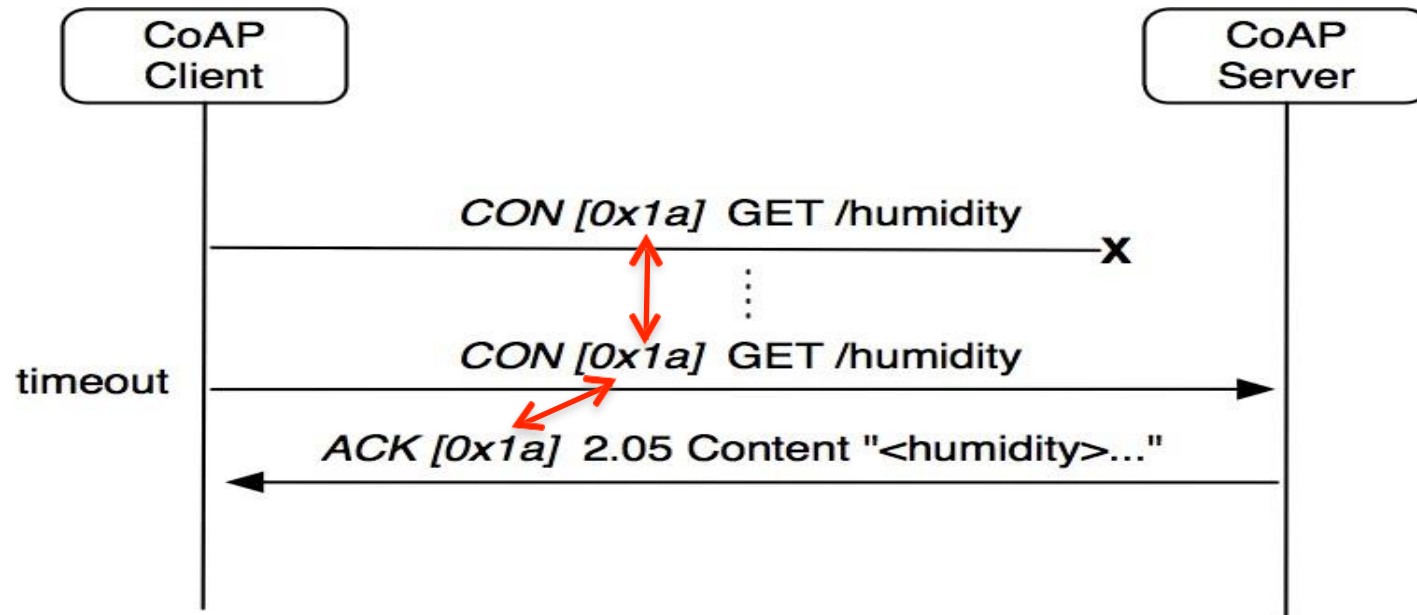 CoAP
Client
CoAP
Server
CON [0x1a] GET /humidity
x
CON [0x1a] GET /humidity
timeout
ACK [0x1a] 2.05 Content "<humidity>..."